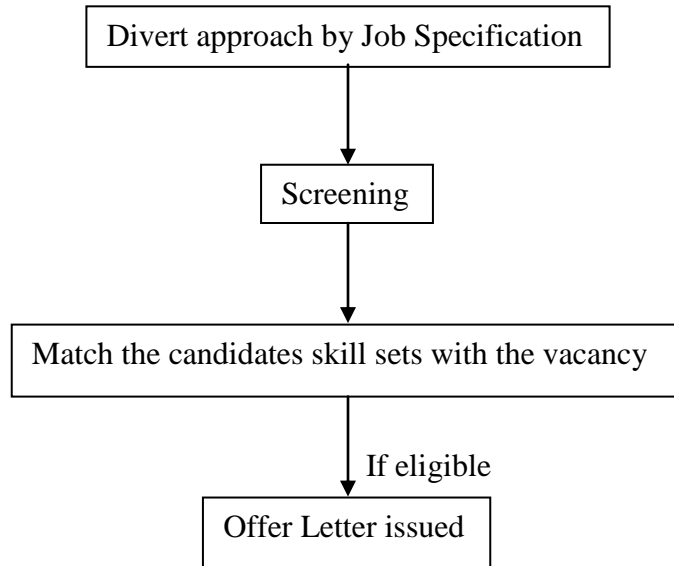 Divert approach by Job Specification
Screening
Match the candidates skill sets with the vacancy
If eligible
Offer Letter issued